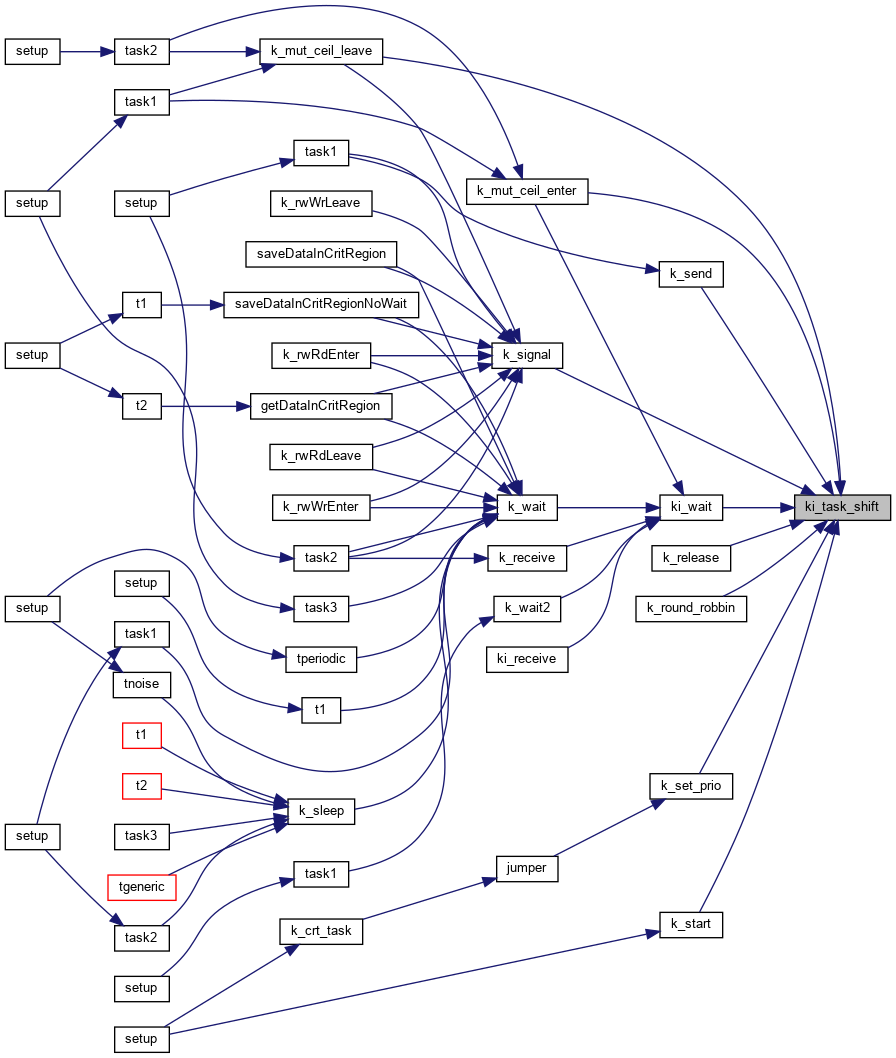 setup
task2
k_mut_ceil_leave
task1
task1
k_mut_ceil_enter
setup
setup
k_rwWrLeave
saveDataInCritRegion
k_send
t1
saveDataInCritRegionNoWait
setup
k_rwRdEnter
k_signal
t2
getDataInCritRegion
k_rwRdLeave
k_rwWrEnter
k_wait
ki_wait
ki_task_shift
task2
k_receive
k_release
setup
setup
task3
k_wait2
k_round_robbin
task1
tperiodic
ki_receive
tnoise
t1
t1
t2
k_set_prio
k_sleep
setup
task3
tgeneric
task1
jumper
task2
k_crt_task
k_start
setup
setup